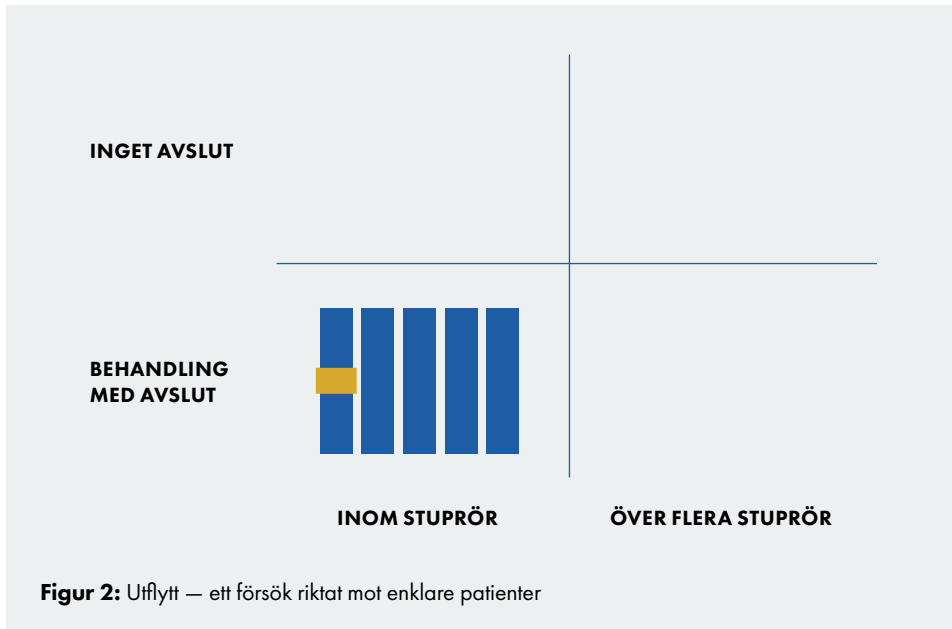 INGET AVSLUT
BEHANDLING
MED AVSLUT
INOM STUPRÖR
ÖVER FLERA STUPRÖR
Figur 2: Utflytt — ett försök riktat mot enklare patienter